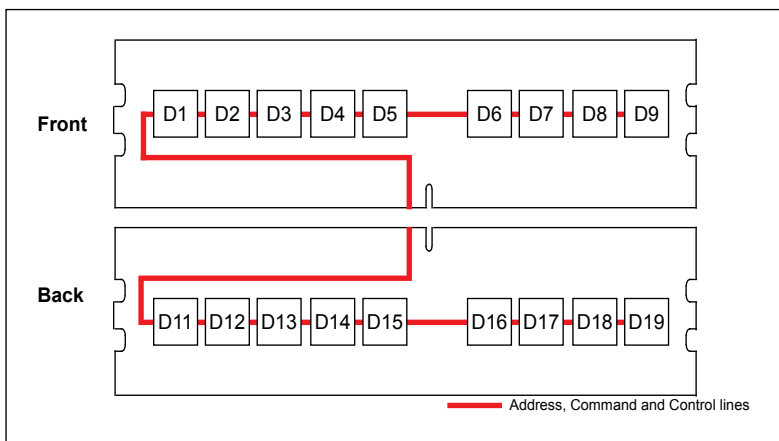 D1 D2 D3 D4 D5 D6 D7 D8 D9
Front
Back
D11 D12 D13 D14 D15 D16 D17 D18 D19
Address, Command and Control lines